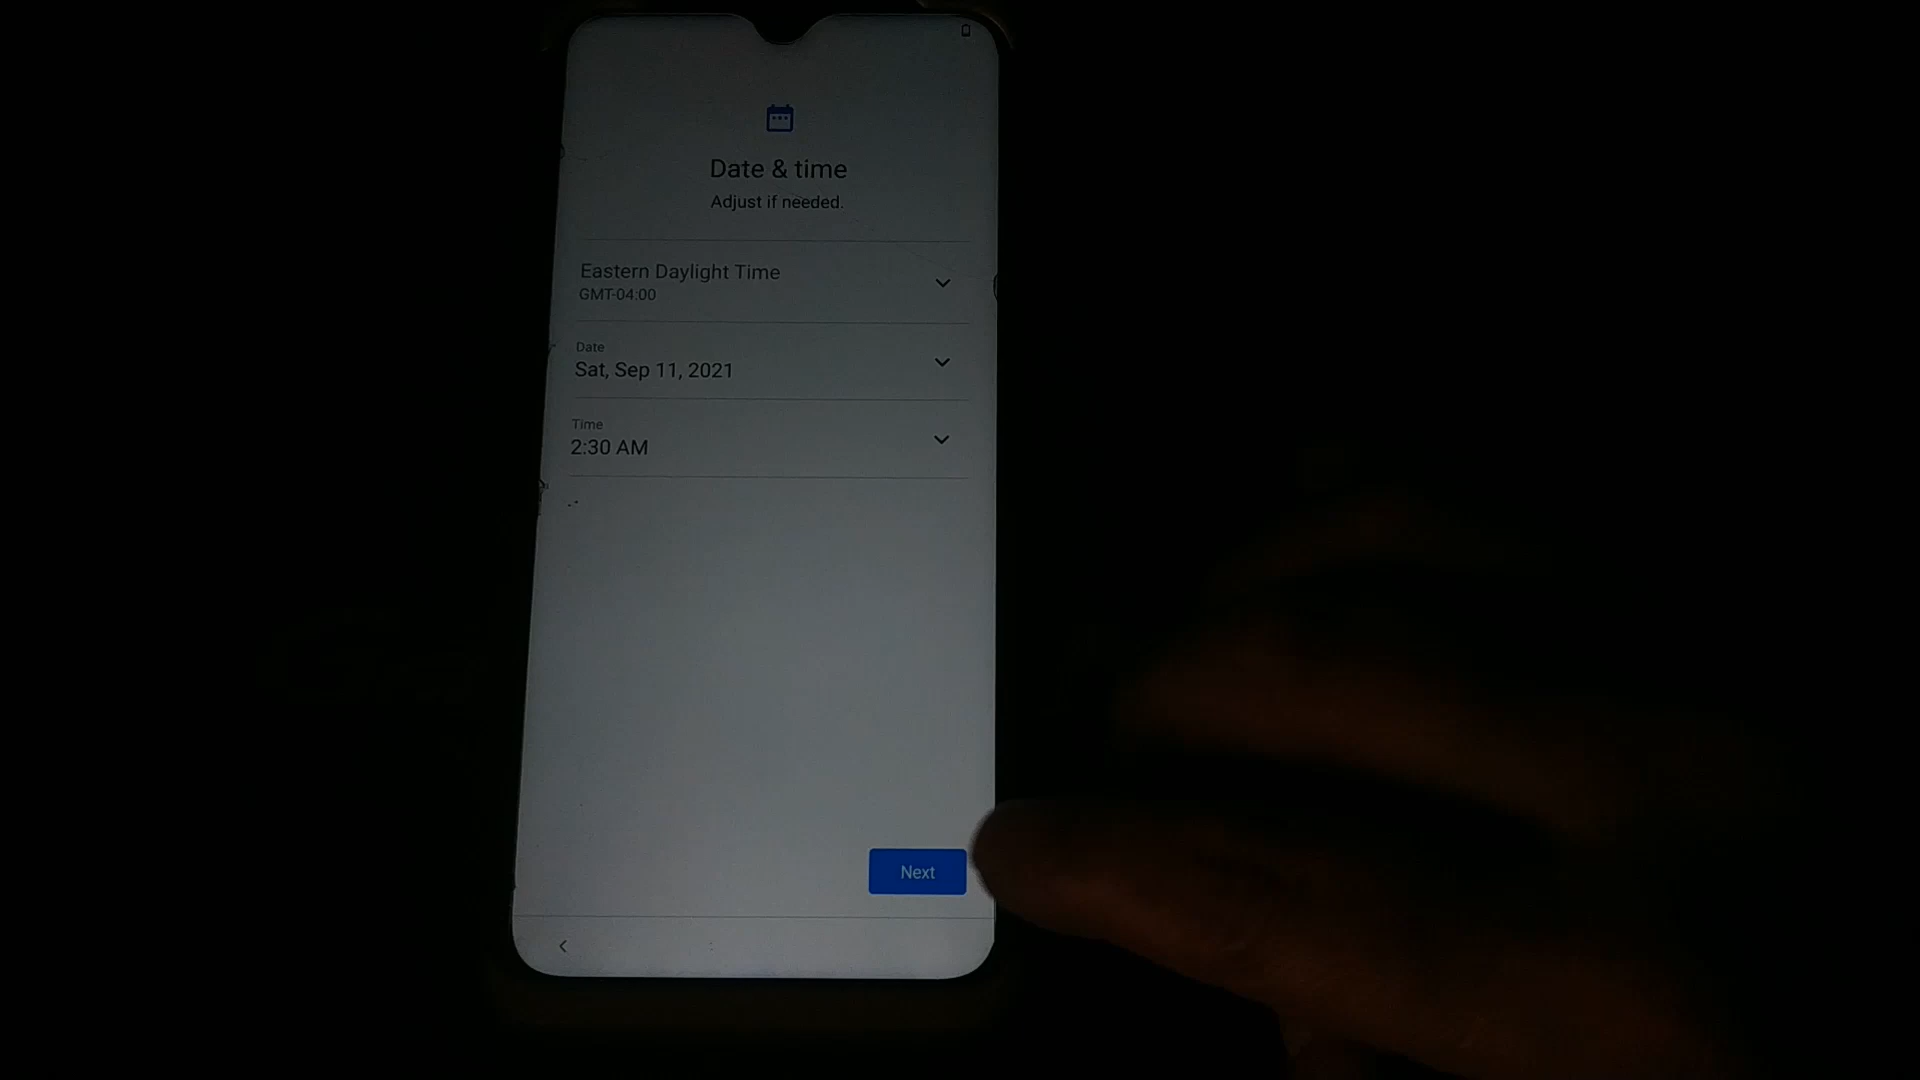 Date & time
Adjust if needed.
Eastern Daylight Time
GMT-04:00
Date
Sat, Sep 11, 2021
Time
2:30 AM
Next